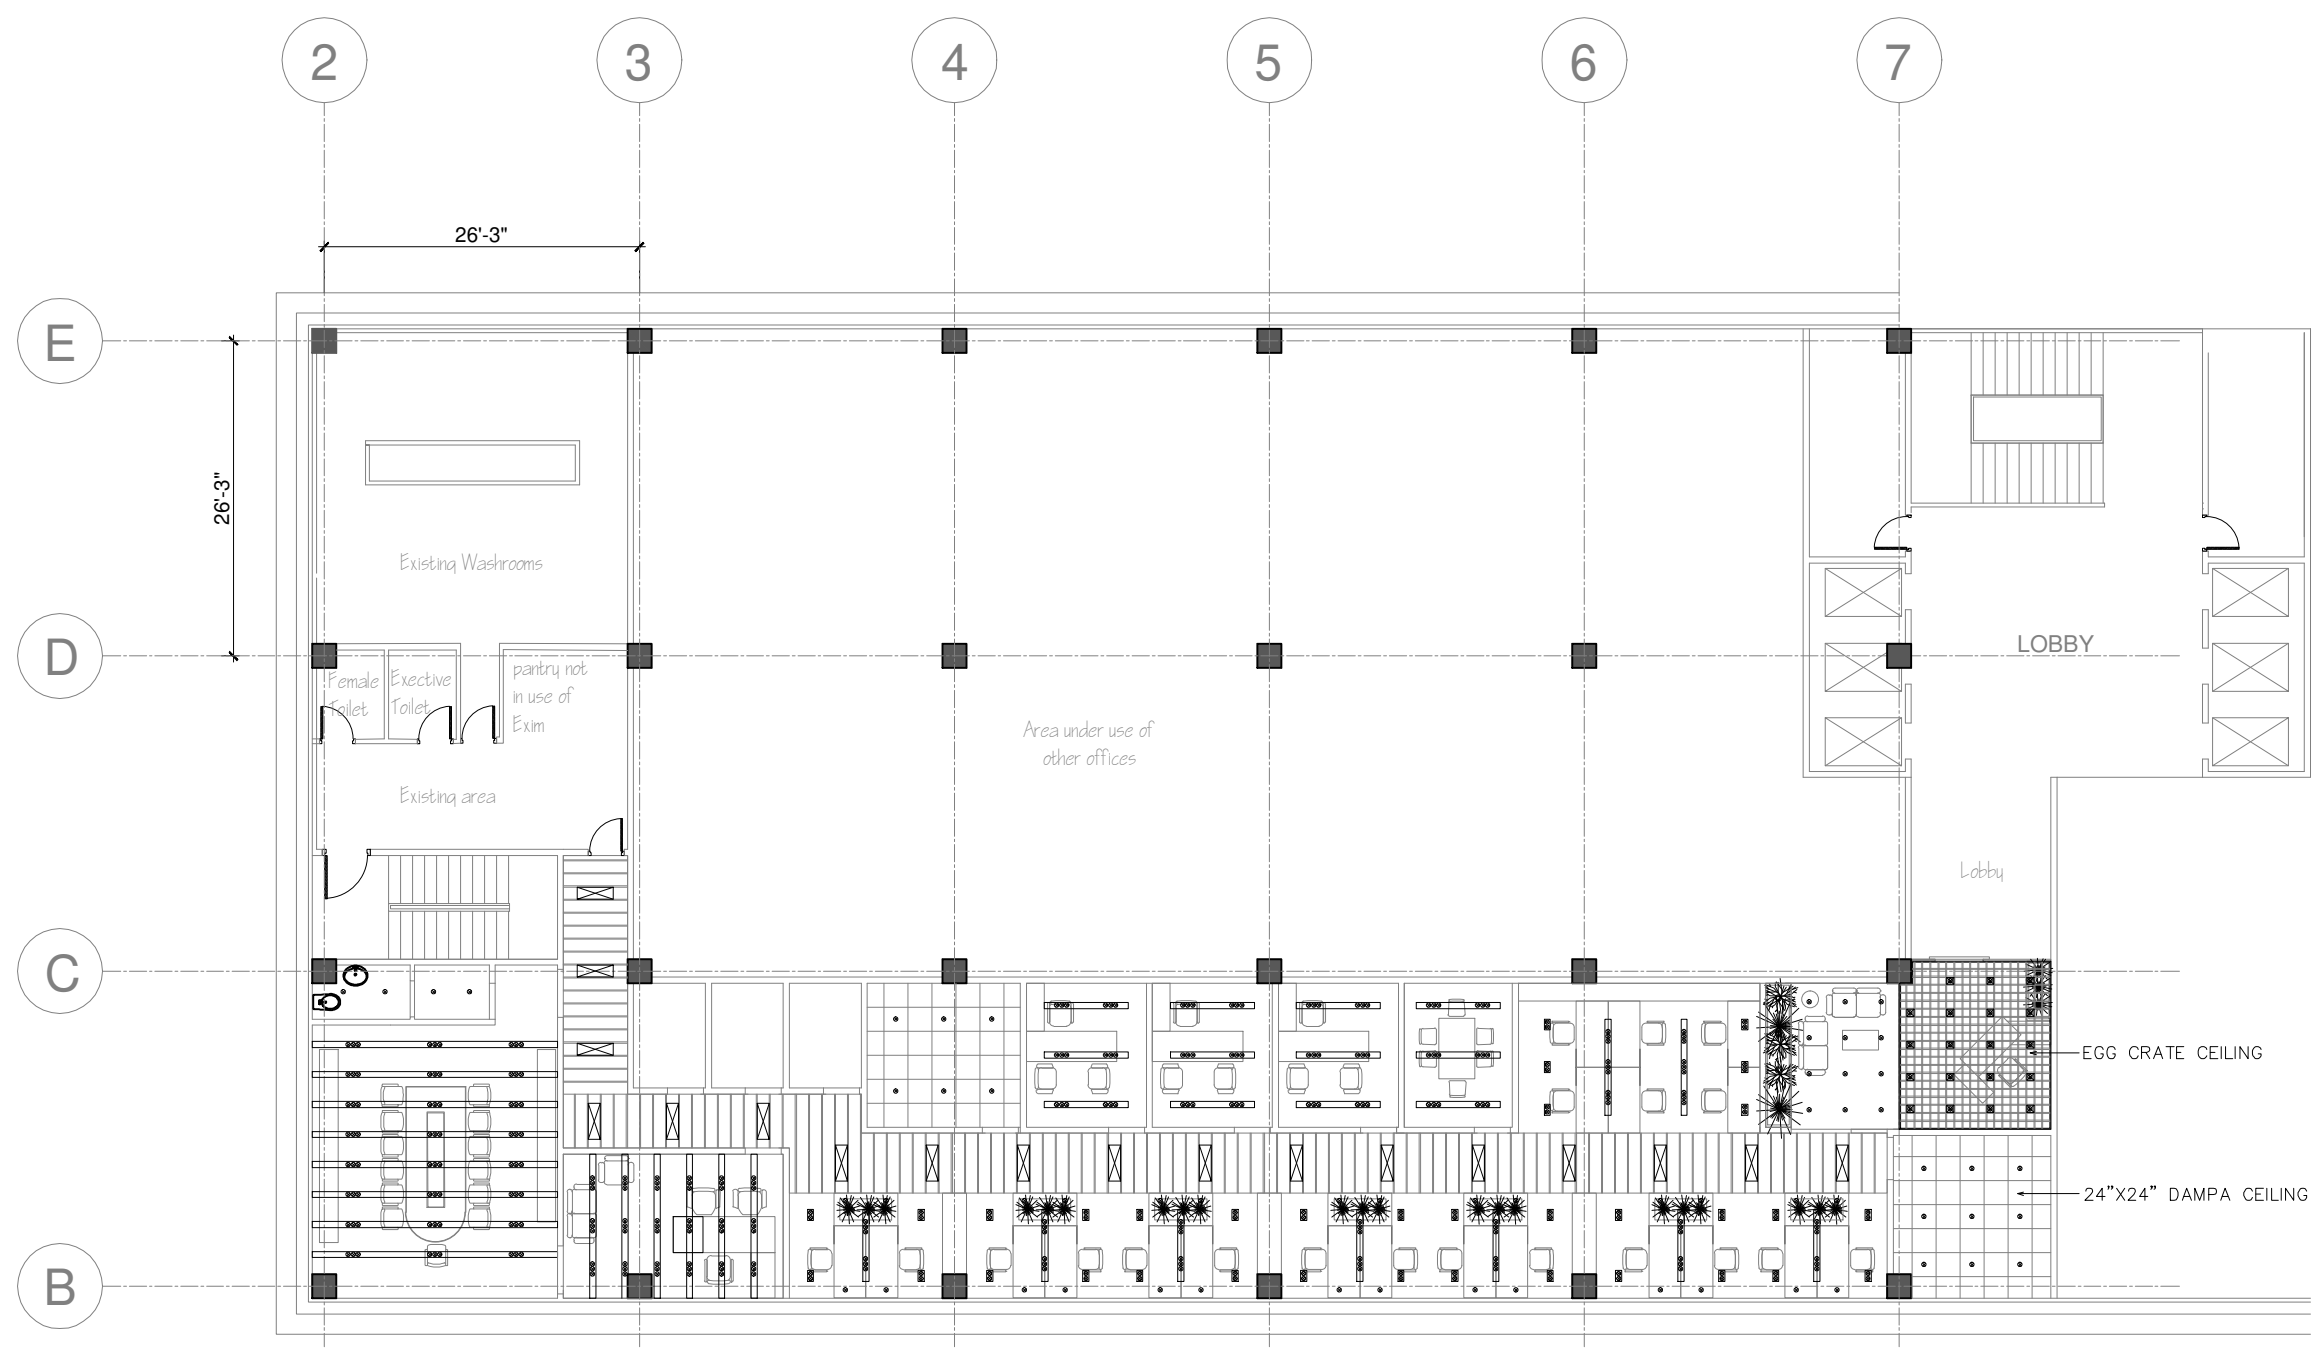 2 3 4 5 6 7
26'-3"
E
26'-3"
Existing Washrooms
D
LOBBY
Female
Toilet
Exective
Toilet
pantry not
in use of
Exim
Area under use of
other offices
Existing area
Lobby
C
EGG CRATE CEILING
24"X24" DAMPA CEILING
B